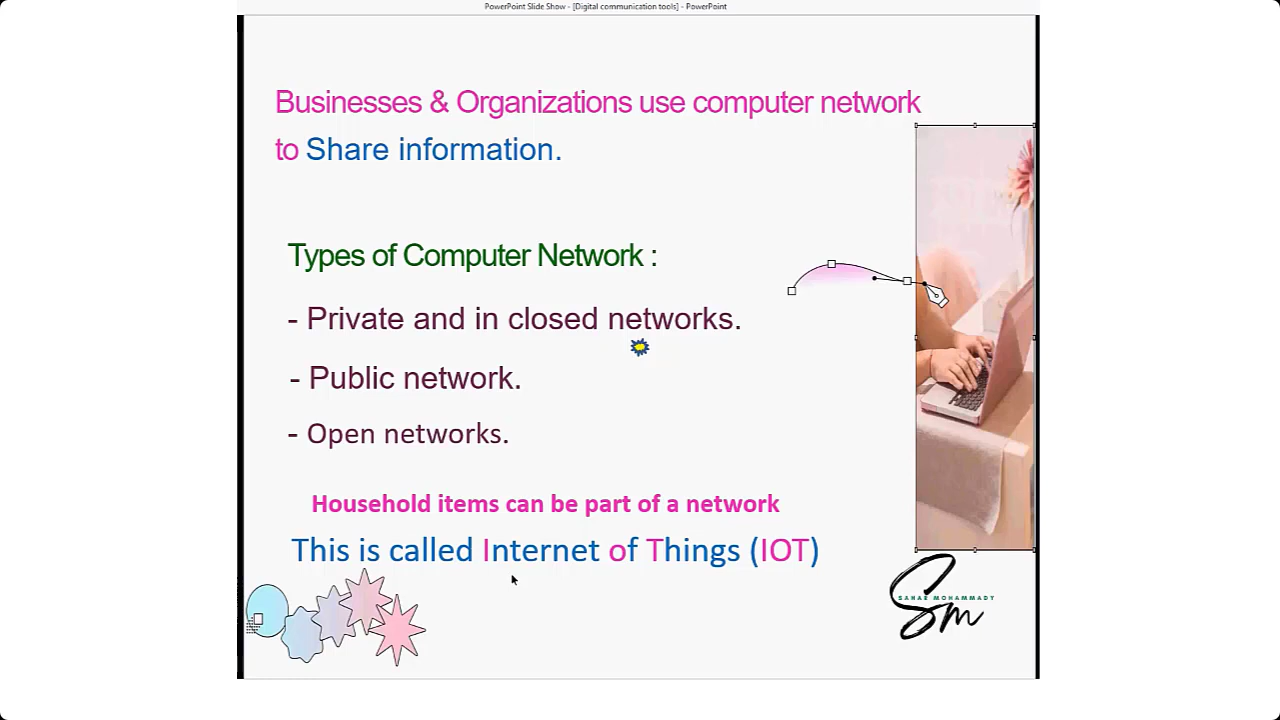 PowerPoint Slide Show - [Digital communication tools] - PowerPoint
Businesses & Organizations use computer network
to Share information.
Types of Computer Network :
- Private and in closed networks.
- Public network.
- Open networks.
Household items can be part of a network
This is called Internet of Things (IOT)
Sm
SAHAR MOHAMMADY